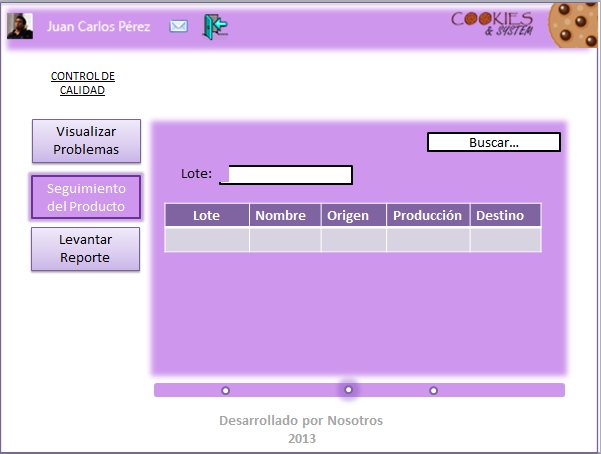 Juan Carlos Pérez
COOKIES
& SYSTEM
CONTROL DE
CALIDAD
Visualizar
Problemas
Seguimiento
del Producto
Levantar
Reporte
Buscar...
Lote:
Lote Nombre Origen Producción Destino
Desarrollado por Nosotros
2013